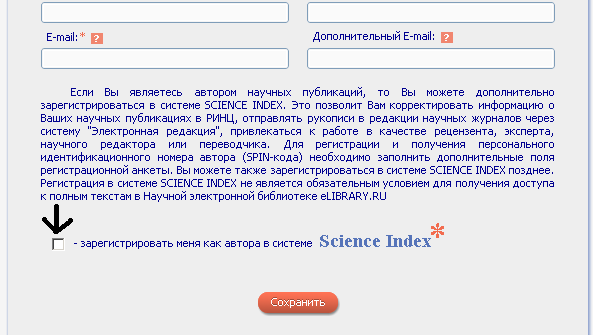 E-mail:* ? Дополнительный E-mail: ?
Если Вы являетесь автором научных публикаций, то Вы можете дополнительно
зарегистрироваться в системе SCIENCE INDEX. Это позволит Вам корректировать информацию о
Ваших научных публикациях в РИНЦ, отправлять рукописи в редакции научных журналов через
систему "Электронная редакция", привлекаться к работе в качестве рецензента, эксперта,
научного редактора или переводчика. Для регистрации и получения персонального
идентификационного номера автора (SPIN-кода) необходимо заполнить дополнительные поля
регистрационной анкеты. Вы можете также зарегистрироваться в системе SCIENCE INDEX позднее.
Регистрация в системе SCIENCE INDEX не является обязательным условием для получения доступа
к полным текстам в Научной электронной библиотеке eLIBRARY.RU
- зарегистрировать меня как автора в системе Science Index*
Сохранить